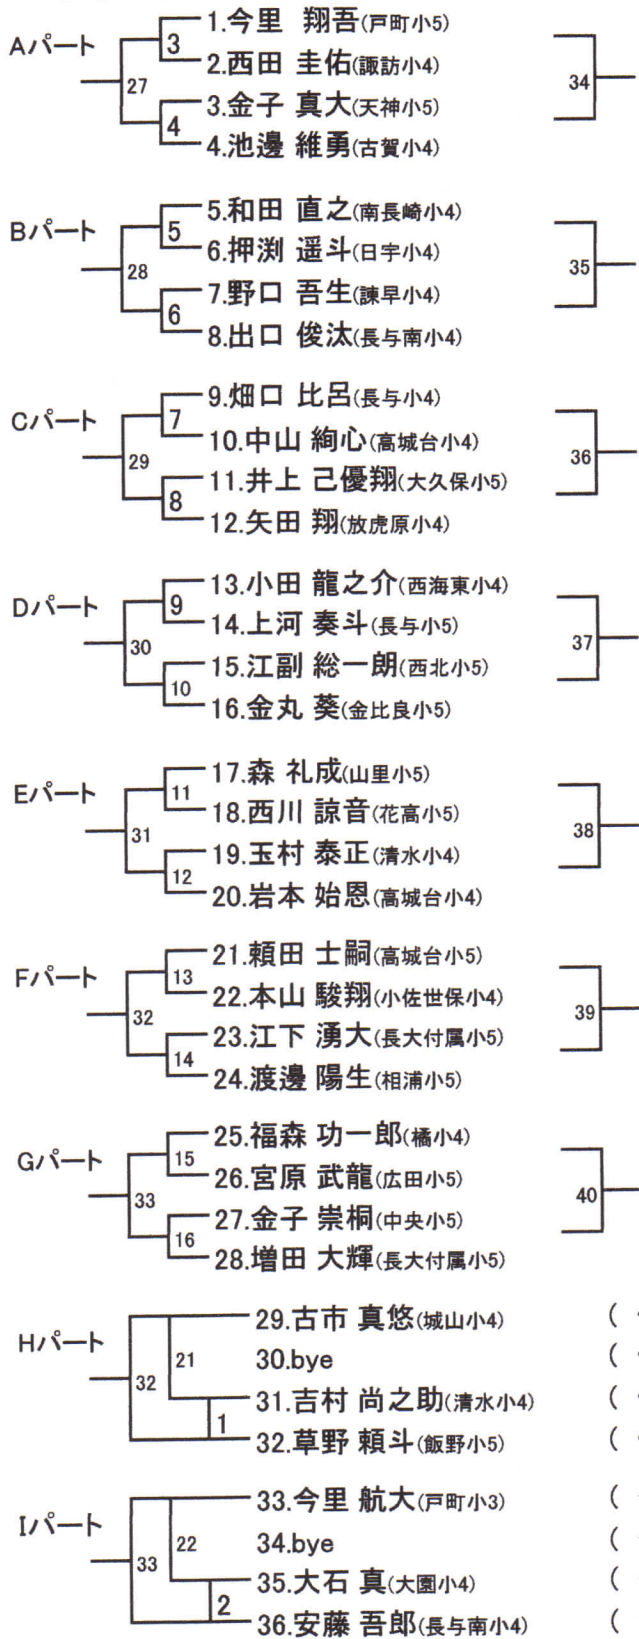 Aパート
1.今里 翔吾(戸町小5)
3
2.西田 圭佑(諏訪小4)
27
34
3.金子 真大(天神小5)
4
4.池邊 維勇(古賀小4)
Bパート
5.和田 直之(南長崎小4)
5
6.押渕 遥斗(日宇小4)
28
35
7.野口 吾生(諫早小4)
6
8.出口 俊汰(長与南小4)
Cパート
9.畑口 比呂(長与小4)
7
10.中山 絢心(高城台小4)
29
36
11.井上 己優翔(大久保小5)
8
12.矢田 翔(放虎原小4)
Dパート
13.小田 龍之介(西海東小4)
9
14.上河 奏斗(長与小5)
30
37
15.江副 総一朗(西北小5)
10
16.金丸 葵(金比良小5)
Eパート
17.森 礼成(山里小5)
11
18.西川 諒音(花高小5)
31
38
19.玉村 泰正(清水小4)
12
20.岩本 始恩(高城台小4)
Fパート
21.頼田 士嗣(高城台小5)
13
22.本山 駿翔(小佐世保小4)
32
39
23.江下 湧大(長大付属小5)
14
24.渡邊 陽生(相浦小5)
Gパート
25.福森 功一郎(橘小4)
15
26.宮原 武龍(広田小5)
33
40
27.金子 崇桐(中央小5)
16
28.増田 大輝(長大付属小5)
Hパート
29.古市 真悠(城山小4) (
21
30.bye (
32
31.吉村 尚之助(清水小4) (
1
32.草野 頼斗(飯野小5) (
Iパート
33.今里 航大(戸町小3) (
22
34.bye (
33
35.大石 真(大園小4) (
2
36.安藤 吾郎(長与南小4) (